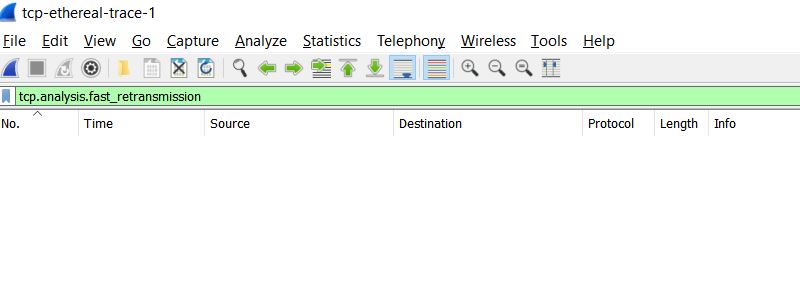 tcp-ethereal-trace-1
File Edit View Go Capture Analyze Statistics Telephony Wireless Tools Help
tcp.analysis.fast_retransmission
No. Time Source Destination Protocol Length Info